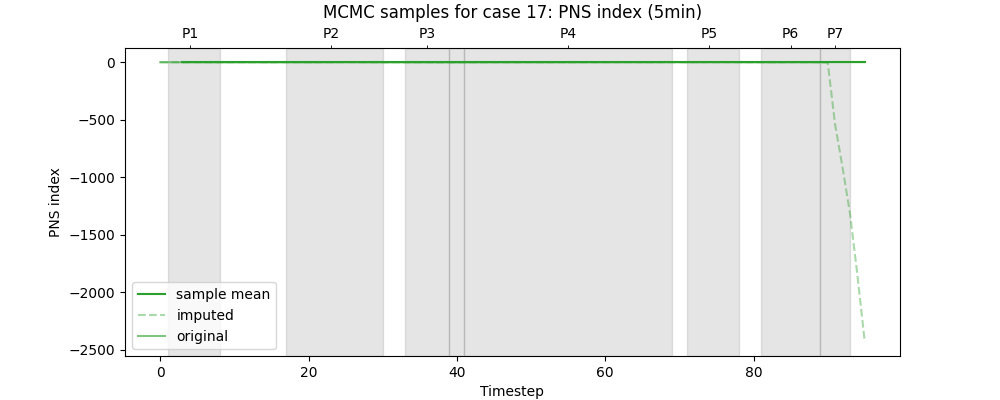 MCMC samples for case 17: PNS index (5min)
P1 P2 P3 P4 P5 P6 P7
0
−500
−1000
−1500
−2000
−2500
PNS index
sample mean
imputed
original
0 20 40 60 80
Timestep